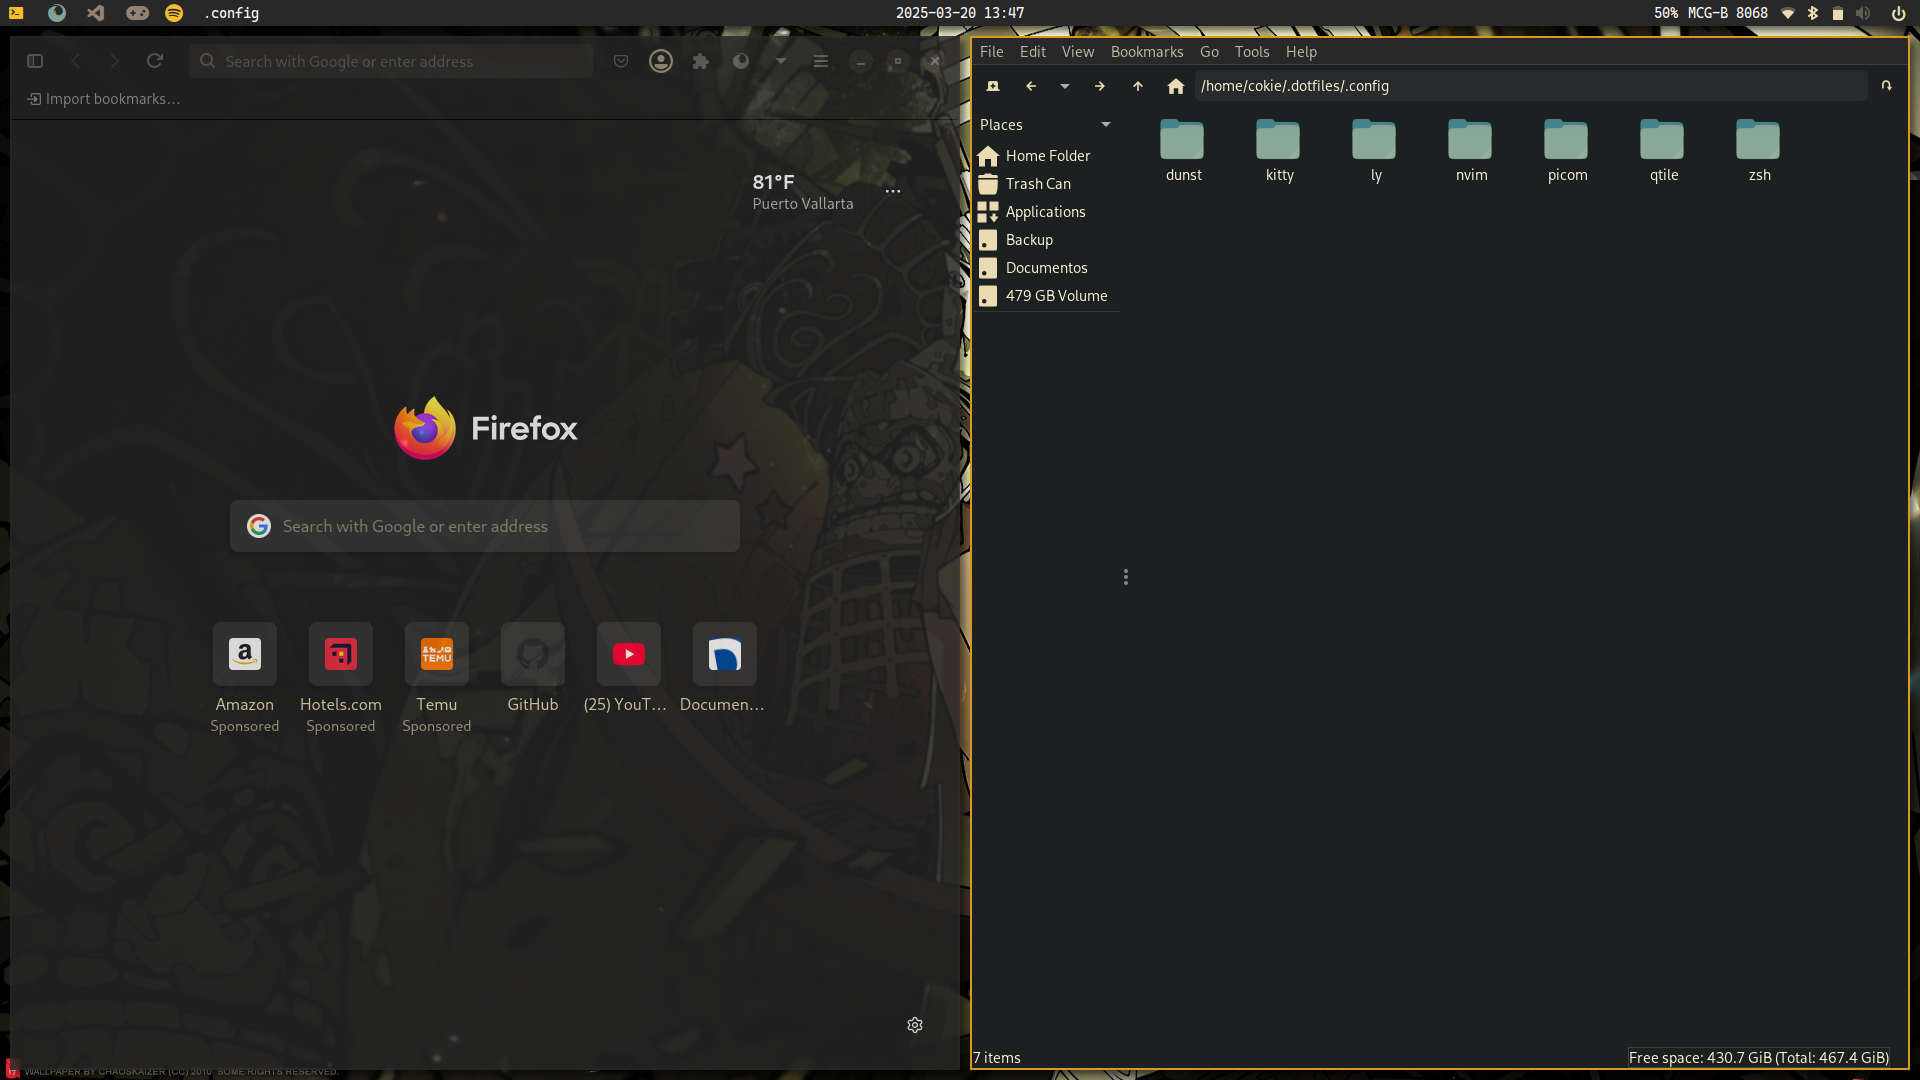 .config
2025-03-20 13:47
50% MCG-B 8068
Search with Google or enter address
Import bookmarks…
81°F
Puerto Vallarta
Firefox
Search with Google or enter address
TEMU
Amazon
Sponsored
Hotels.com
Sponsored
Temu
Sponsored
GitHub
(25) YouT…
Documen…
WALLPAPER BY CHAOSKAIZER (CC) 2010 SOME RIGHTS RESERVED.
File Edit View Bookmarks Go Tools Help
/home/cokie/.dotfiles/.config
Places
Home Folder
Trash Can
Applications
Backup
Documentos
479 GB Volume
dunst kitty ly nvim picom qtile zsh
7 items
Free space: 430.7 GiB (Total: 467.4 GiB)